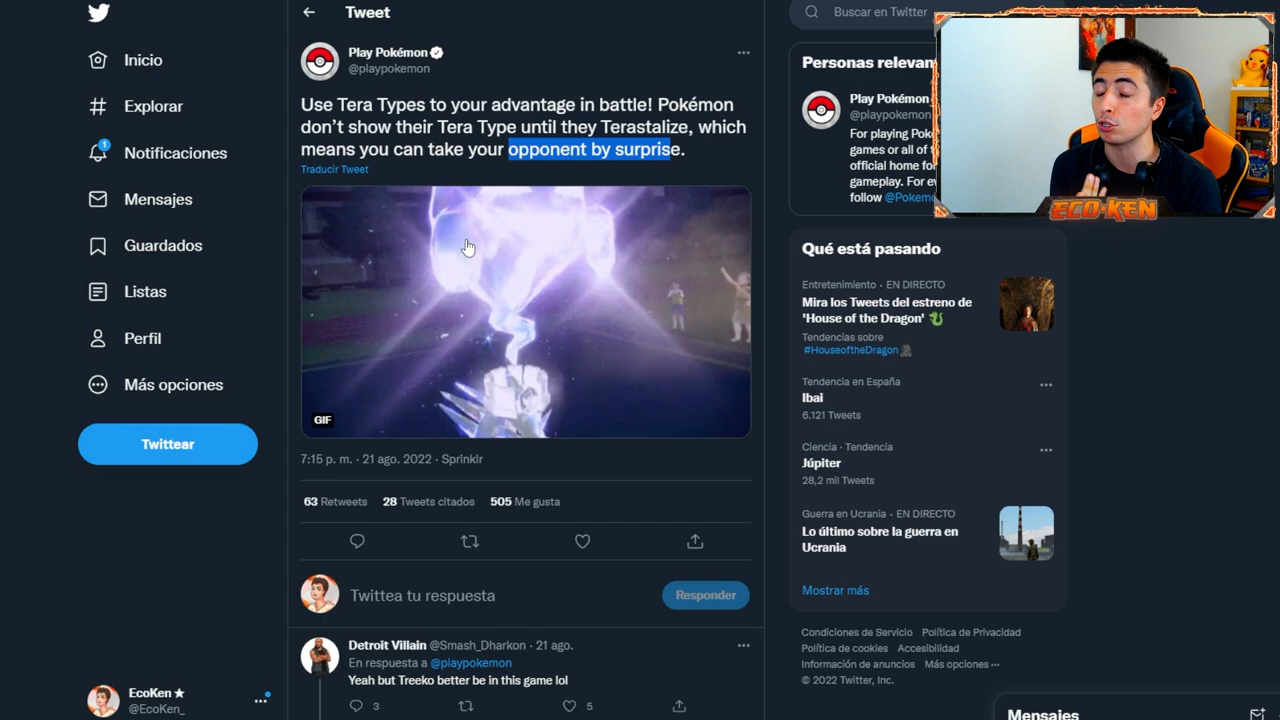 Inicio
Explorar
1
Notificaciones
Mensajes
Guardados
Listas
Perfil
Más opciones
Twittear
EcoKen ★
@EcoKen_
Tweet
Play Pokémon
@playpokemon
Use Tera Types to your advantage in battle! Pokémon
don’t show their Tera Type until they Terastalize, which
means you can take your opponent by surprise.
Traducir Tweet
GIF
7:15 p. m. · 21 ago. 2022 · Sprinklr
63 Retweets 28 Tweets citados 505 Me gusta
Twittea tu respuesta
Responder
Detroit Villain @Smash_Dharkon · 21 ago.
En respuesta a @playpokemon
Yeah but Treeko better be in this game lol
3
5
Buscar en Twitter
Personas relevan
Play Pokémon
@playpokemon
For playing Pok
games or all of
official home fo
gameplay. For ev
follow @Pokemo
ECO-KEN
Qué está pasando
Entretenimiento · EN DIRECTO
Mira los Tweets del estreno de
'House of the Dragon'
Tendencias sobre
#HouseoftheDragon
Tendencia en España
Ibai
6.121 Tweets
Ciencia · Tendencia
Júpiter
28,2 mil Tweets
Guerra en Ucrania · EN DIRECTO
Lo último sobre la guerra en
Ucrania
Mostrar más
Condiciones de Servicio Política de Privacidad
Política de cookies Accesibilidad
Información de anuncios Más opciones ···
© 2022 Twitter, Inc.
Mensajes